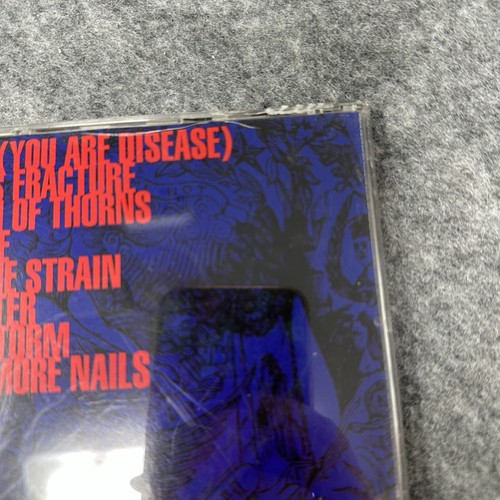 (YOU ARE DISEASE)
FRACTURE
OF THORNS
E
STRAIN
TER
TORM
MORE NAILS